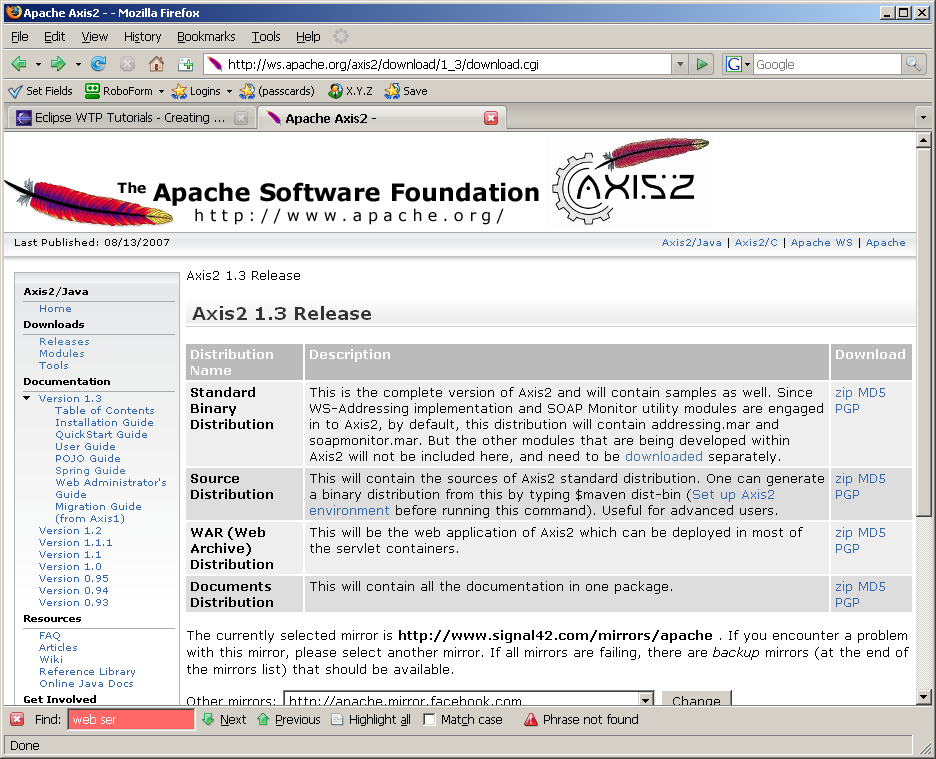 Apache Axis2 - - Mozilla Firefox
File Edit View History Bookmarks Tools Help
http://ws.apache.org/axis2/download/1_3/download.cgi
G Google
Set Fields RoboForm Logins (passcards) X.Y.Z Save
Eclipse WTP Tutorials - Creating ... Apache Axis2 -
The Apache Software Foundation
http://www.apache.org/
AXIS2
Last Published: 08/13/2007
Axis2/Java | Axis2/C | Apache WS | Apache
Axis2/Java
Home
Downloads
Releases
Modules
Tools
Documentation
Version 1.3
Table of Contents
Installation Guide
QuickStart Guide
User Guide
POJO Guide
Spring Guide
Web Administrator's
Guide
Migration Guide
(from Axis1)
Version 1.2
Version 1.1.1
Version 1.1
Version 1.0
Version 0.95
Version 0.94
Version 0.93
Resources
FAQ
Articles
Wiki
Reference Library
Online Java Docs
Get Involved
Axis2 1.3 Release
Axis2 1.3 Release
Distribution Name
Description
Download
Standard
Binary
Distribution
This is the complete version of Axis2 and will contain samples as well. Since
WS-Addressing implementation and SOAP Monitor utility modules are engaged
in to Axis2, by default, this distribution will contain addressing.mar and
soapmonitor.mar. But the other modules that are being developed within
Axis2 will not be included here, and need to be downloaded separately.
zip MD5
PGP
Source
Distribution
This will contain the sources of Axis2 standard distribution. One can generate
a binary distribution from this by typing $maven dist-bin (Set up Axis2
environment before running this command). Useful for advanced users.
zip MD5
PGP
WAR (Web
Archive)
Distribution
This will be the web application of Axis2 which can be deployed in most of
the servlet containers.
zip MD5
PGP
Documents
Distribution
This will contain all the documentation in one package.
zip MD5
PGP
The currently selected mirror is http://www.signal42.com/mirrors/apache . If you encounter a problem
with this mirror, please select another mirror. If all mirrors are failing, there are backup mirrors (at the end of
the mirrors list) that should be available.
Other mirrors: http://apache.mirror.facebook.com Change
Find: web ser Next Previous Highlight all Match case Phrase not found
Done